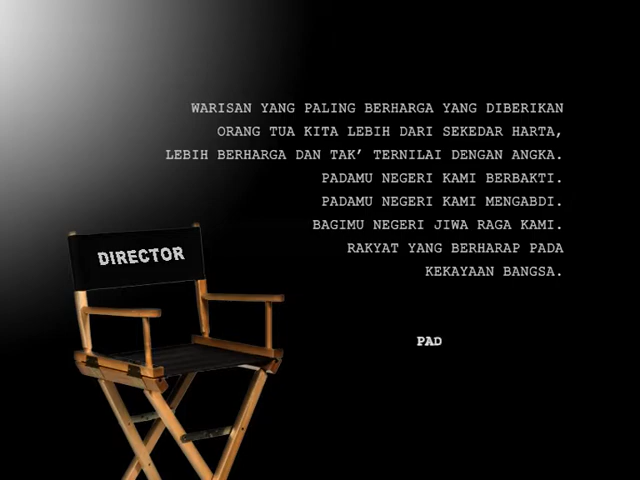 WARISAN YANG PALING BERHARGA YANG DIBERIKAN
ORANG TUA KITA LEBIH DARI SEKEDAR HARTA,
LEBIH BERHARGA DAN TAK’ TERNILAI DENGAN ANGKA.
PADAMU NEGERI KAMI BERBAKTI.
PADAMU NEGERI KAMI MENGABDI.
BAGIMU NEGERI JIWA RAGA KAMI.
RAKYAT YANG BERHARAP PADA
KEKAYAAN BANGSA.
DIRECTOR
PAD